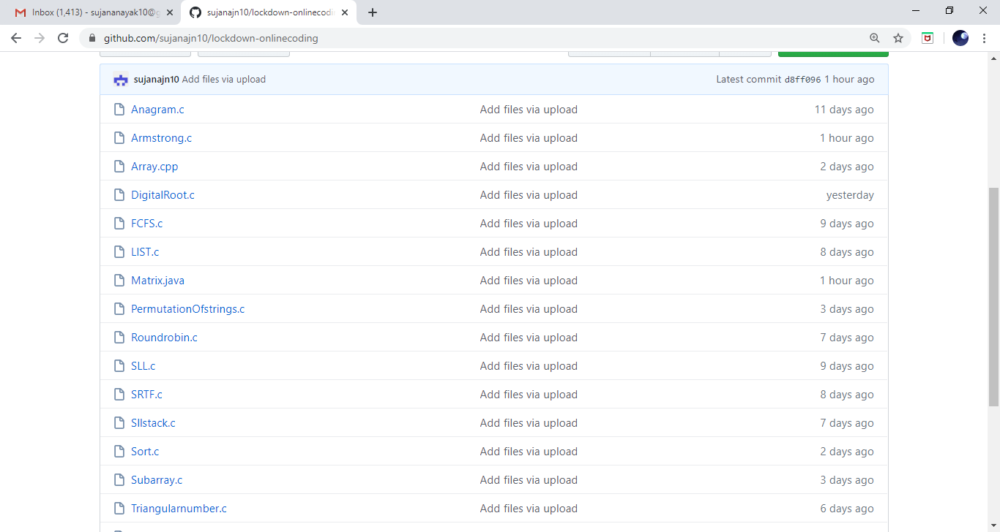 Inbox (1,413) - sujananayak10@g
sujanajn10/lockdown-onlinecodin
github.com/sujanajn10/lockdown-onlinecoding
sujanajn10 Add files via upload Latest commit d8ff096 1 hour ago
Anagram.c Add files via upload 11 days ago
Armstrong.c Add files via upload 1 hour ago
Array.cpp Add files via upload 2 days ago
DigitalRoot.c Add files via upload yesterday
FCFS.c Add files via upload 9 days ago
LIST.c Add files via upload 8 days ago
Matrix.java Add files via upload 1 hour ago
PermutationOfstrings.c Add files via upload 3 days ago
Roundrobin.c Add files via upload 7 days ago
SLL.c Add files via upload 9 days ago
SRTF.c Add files via upload 8 days ago
Sllstack.c Add files via upload 7 days ago
Sort.c Add files via upload 2 days ago
Subarray.c Add files via upload 3 days ago
Triangularnumber.c Add files via upload 6 days ago